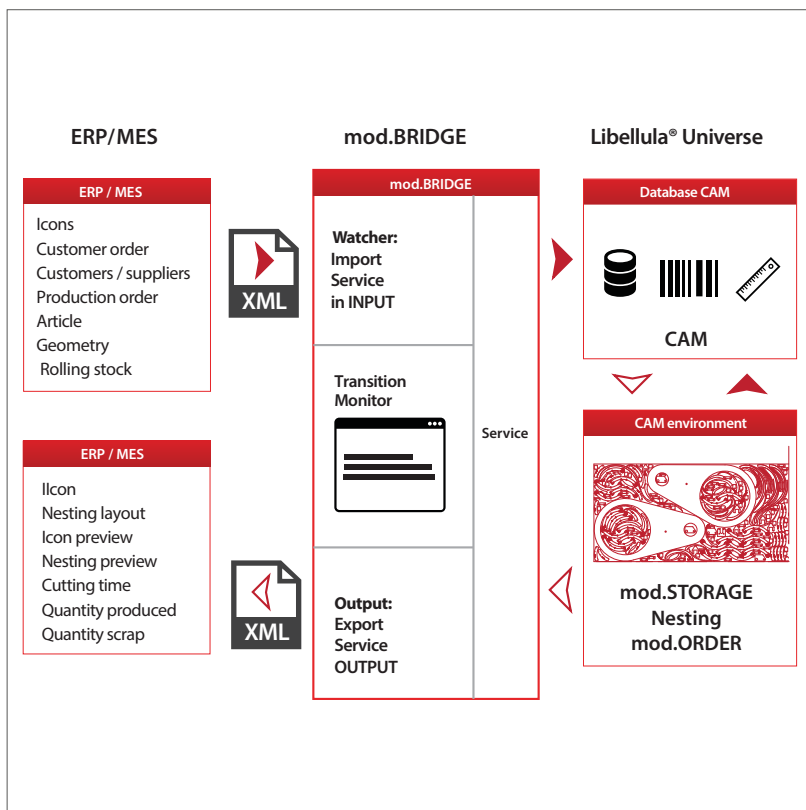 ERP/MES
mod.BRIDGE
Libellula® Universe
ERP / MES
Icons
Customer order
Customers / suppliers
Production order
Article
Geometry
Rolling stock
XML
mod.BRIDGE
Watcher:
Import
Service
in INPUT
Transition
Monitor
Service
Output:
Export
Service
OUTPUT
Database CAM
CAM
CAM environment
mod.STORAGE
Nesting
mod.ORDER
ERP / MES
IIcon
Nesting layout
Icon preview
Nesting preview
Cutting time
Quantity produced
Quantity scrap
XML